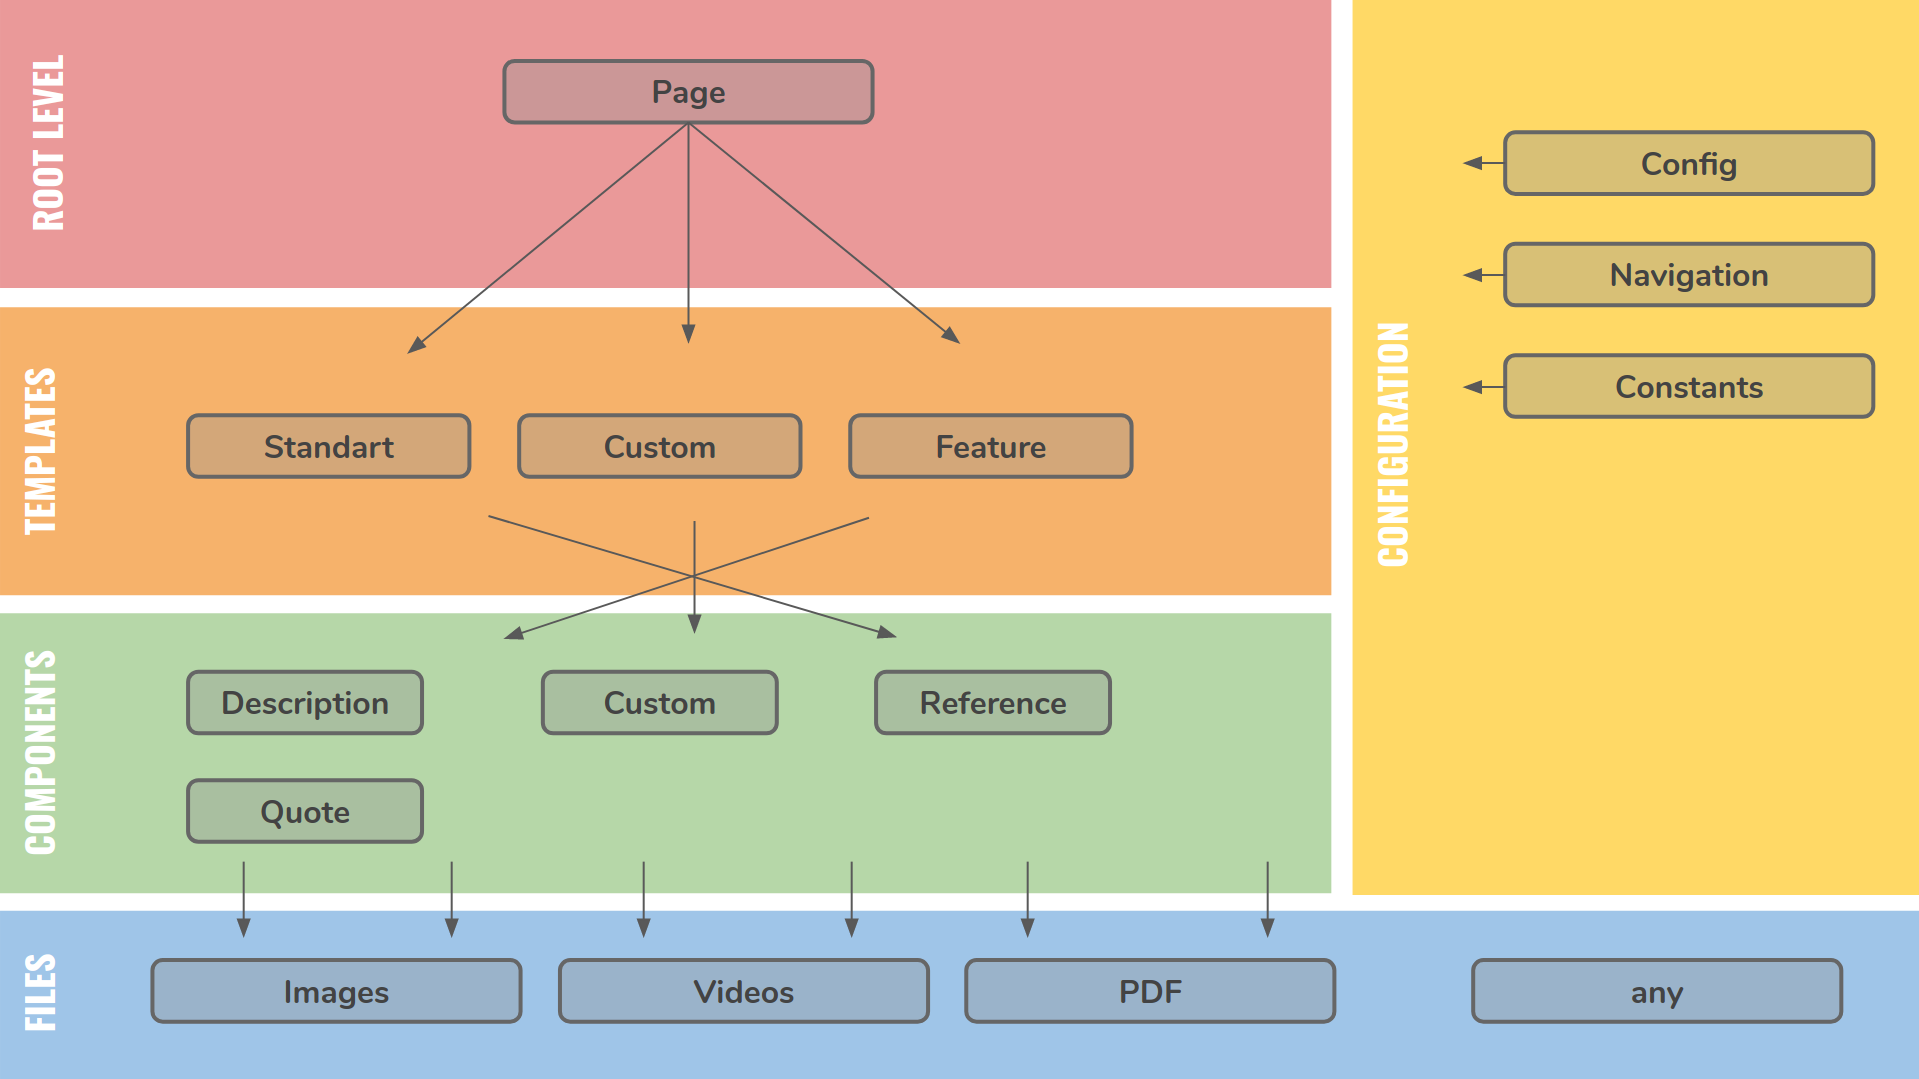 ROOT LEVEL
Page
TEMPLATES
Standart
Custom
Feature
COMPONENTS
Description
Custom
Reference
Quote
CONFIGURATION
Config
Navigation
Constants
FILES
Images
Videos
PDF
any